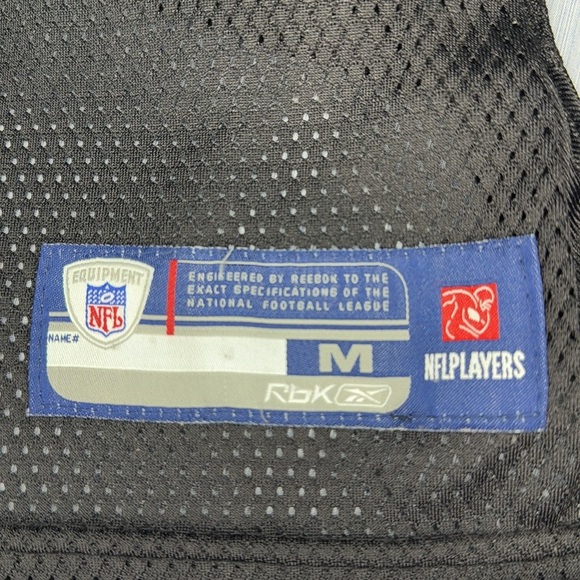 EQUIPMENT
NFL
ENGINEERED BY REEBOK TO THE
EXACT SPECIFICATIONS OF THE
NATIONAL FOOTBALL LEAGUE
NAME#
M
RbK
NFLPLAYERS